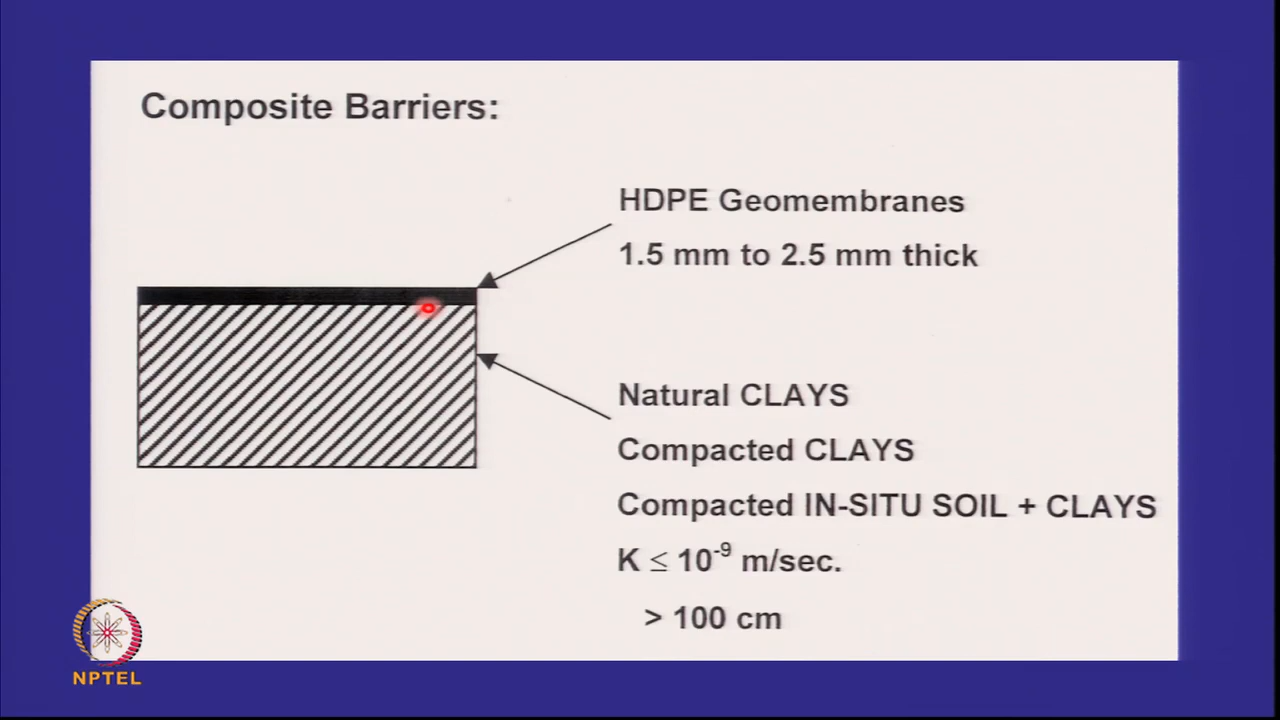 Composite Barriers:
HDPE Geomembranes
1.5 mm to 2.5 mm thick
Natural CLAYS
Compacted CLAYS
Compacted IN-SITU SOIL + CLAYS
K ≤ 10⁻⁹ m/sec.
> 100 cm
NPTEL